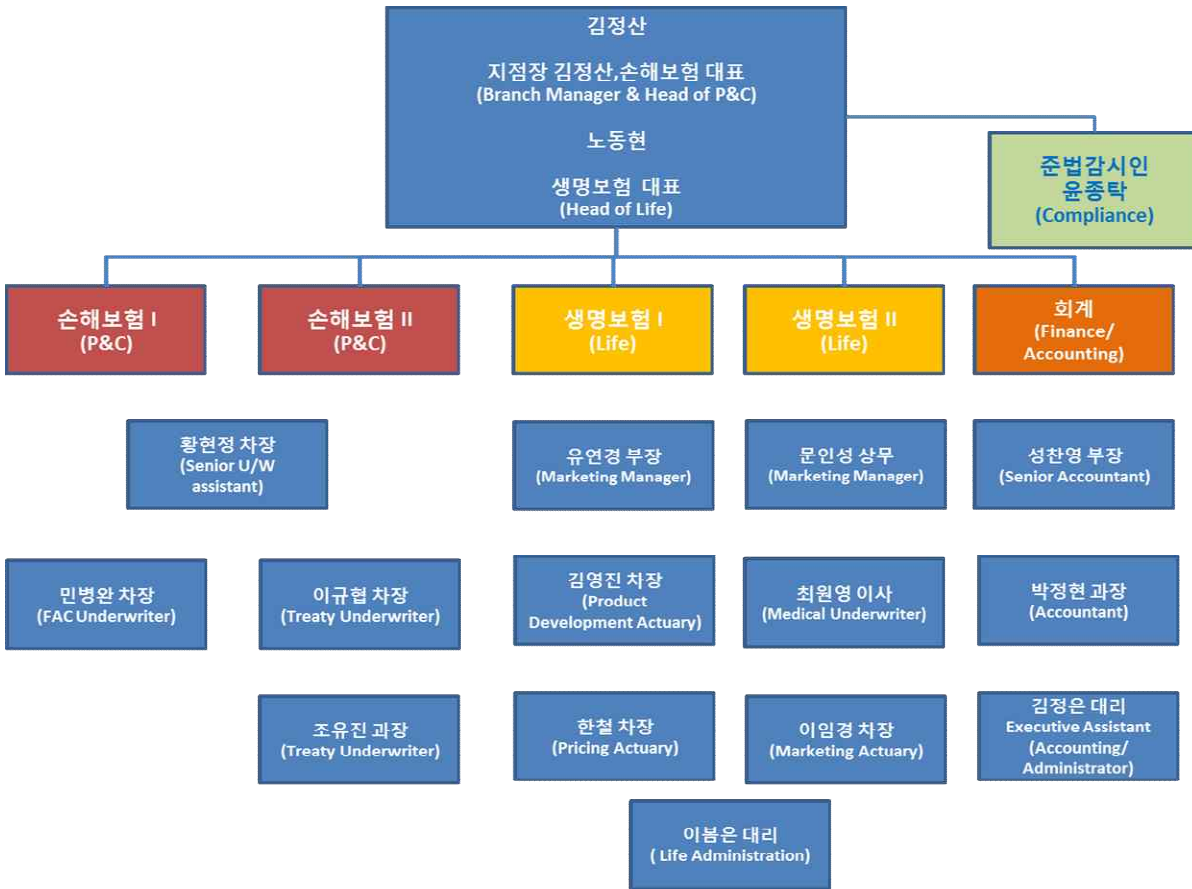 김정산
지점장 김정산,손해보험 대표
(Branch Manager & Head of P&C)
노동현
생명보험 대표
(Head of Life)
준법감시인
윤종탁
(Compliance)
손해보험 I
(P&C)
손해보험 II
(P&C)
생명보험 I
(Life)
생명보험 II
(Life)
회계
(Finance/
Accounting)
황현정 차장
(Senior U/W
assistant)
유연경 부장
(Marketing Manager)
문인성 상무
(Marketing Manager)
성찬영 부장
(Senior Accountant)
민병완 차장
(FAC Underwriter)
이규협 차장
(Treaty Underwriter)
김영진 차장
(Product
Development Actuary)
최원영 이사
(Medical Underwriter)
박정현 과장
(Accountant)
조유진 과장
(Treaty Underwriter)
한철 차장
(Pricing Actuary)
이임경 차장
(Marketing Actuary)
김정은 대리
Executive Assistant
(Accounting/
Administrator)
이봄은 대리
( Life Administration)